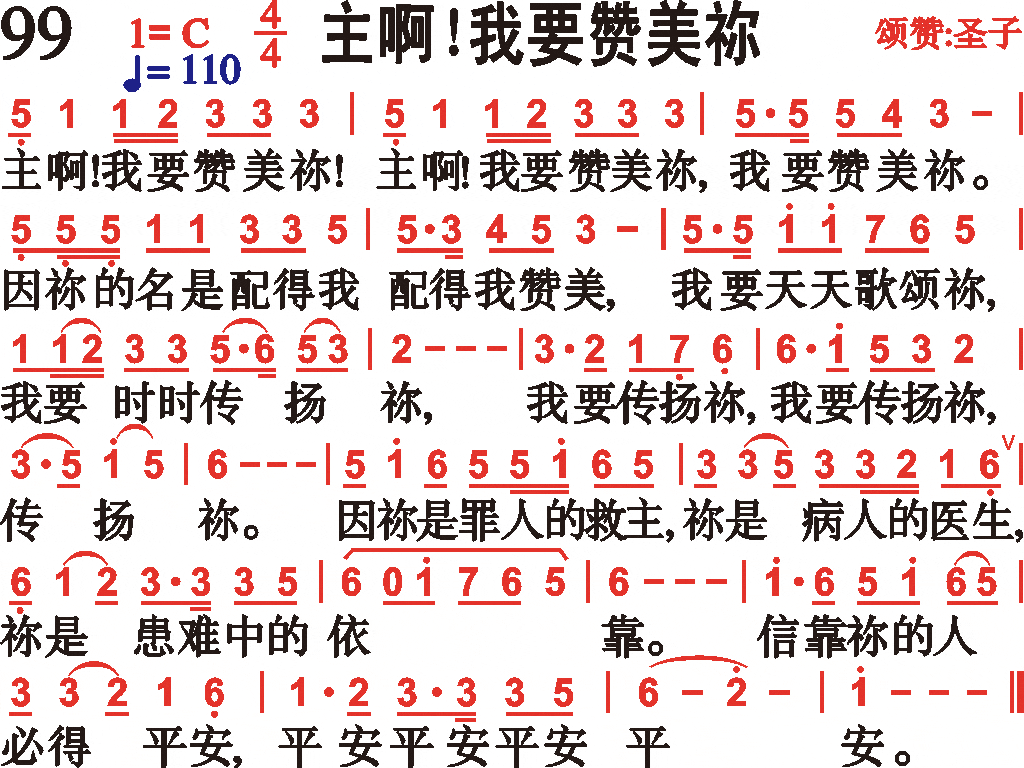 99 1=C 4/4 主啊!我要赞美祢 颂赞:圣子
♩=110
5 1 1 2 3 3 3 | 5 1 1 2 3 3 3 | 5·5 5 4 3 – |
主啊!我要赞美祢! 主啊!我要赞美祢, 我要赞美祢。
5 5 5 1 1 3 3 5 | 5·3 4 5 3 – | 5·5 1 1 7 6 5 |
因祢的名是配得我 配得我赞美, 我要天天歌颂祢,
1 1 2 3 3 5·6 5 3 | 2 – – – | 3·2 1 7 6 | 6·1 5 3 2 |
我要 时时传 扬 祢, 我要传扬祢,我要传扬祢,
3·5 1 5 | 6 – – – | 5 1 6 5 5 1 6 5 | 3 3 5 3 3 2 1 6 V |
传 扬 祢。 因祢是罪人的救主,祢是 病人的医生,
6 1 2 3·3 3 5 | 6 0 1 7 6 5 | 6 – – – | 1·6 5 1 6 5 |
祢是 患难中的 依 靠。 信靠祢的人
3 3 2 1 6 | 1·2 3·3 3 5 | 6 – 2 – | 1 – – ‖
必得 平安, 平安平安平安 平 安。